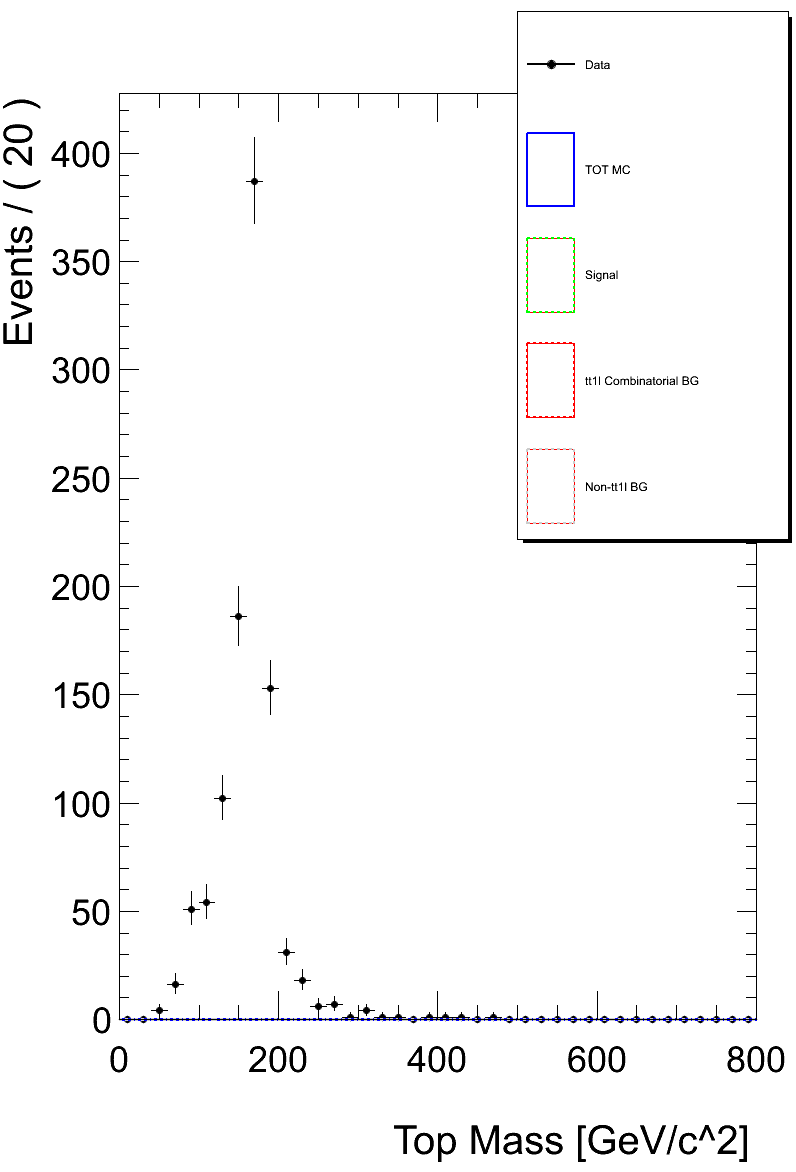 Data
TOT MC
Signal
tt1l Combinatorial BG
Non-tt1l BG
Events / ( 20 )
400
350
300
250
200
150
100
50
0
0 200 400 600 800
Top Mass [GeV/c^2]